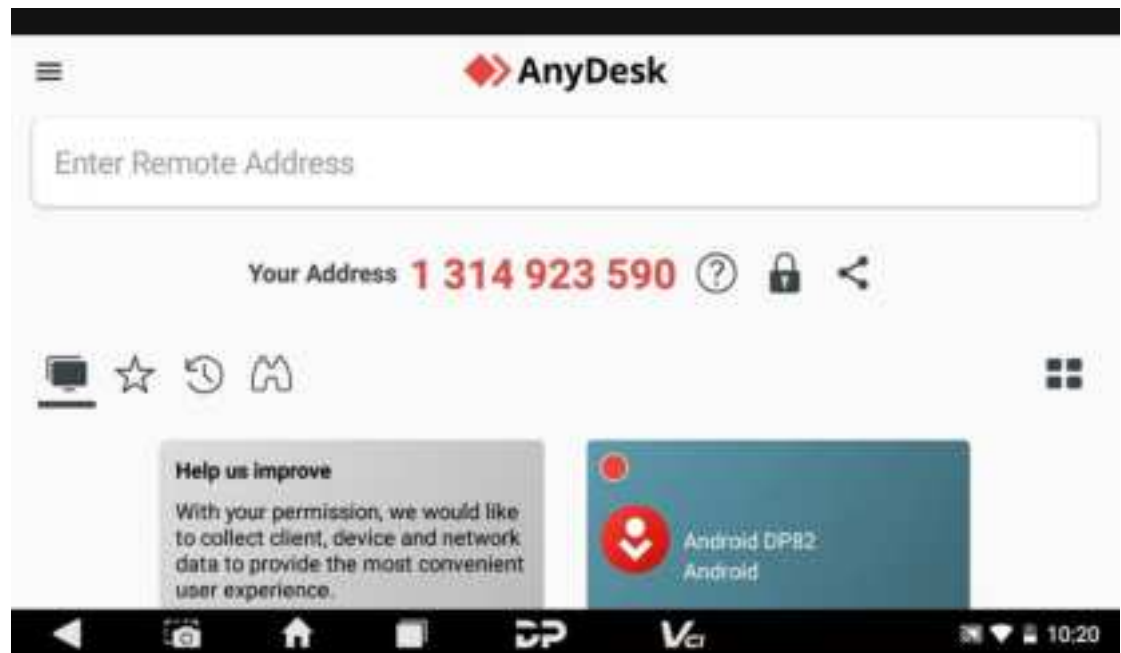 AnyDesk
Enter Remote Address
Your Address 1 314 923 590
Help us improve
With your permission, we would like
to collect client, device and network
data to provide the most convenient
user experience.
Android DP82
Android
DP
VCI
10:20